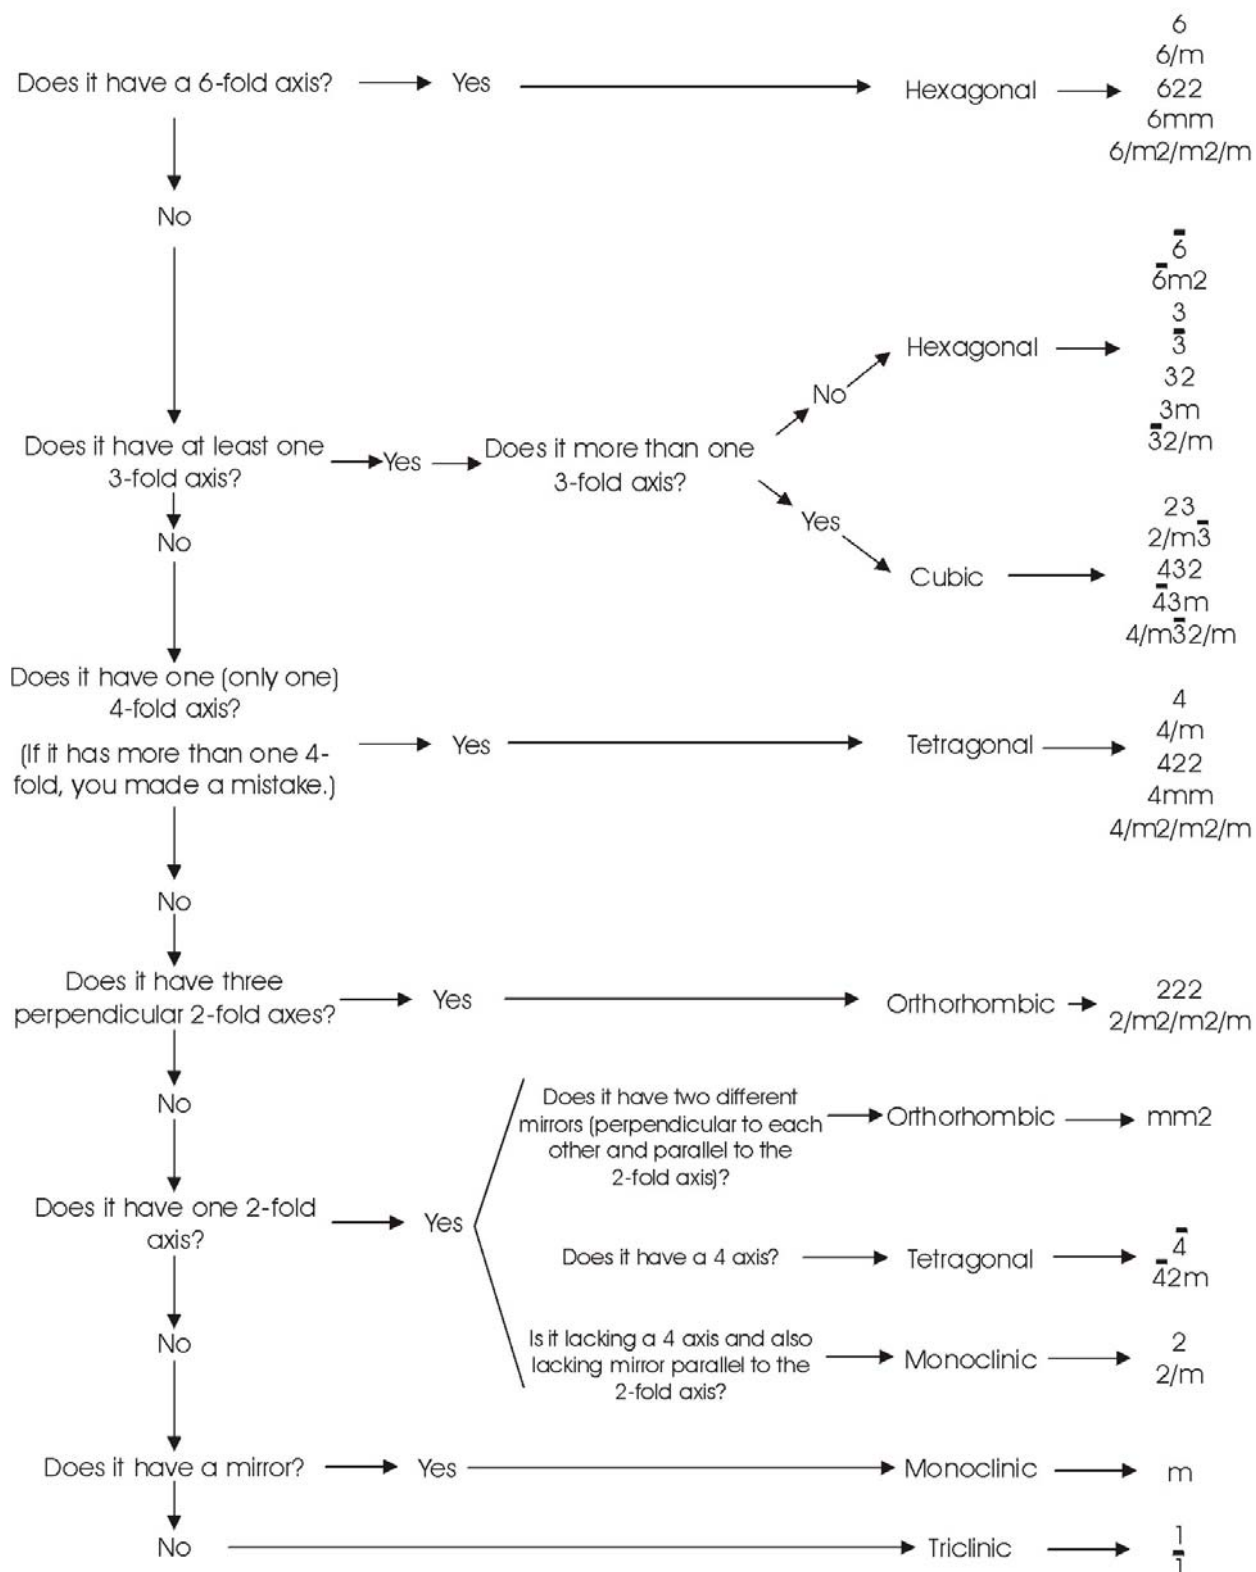 Does it have a 6-fold axis?
Yes
Hexagonal
6
6/m
622
6mm
6/m2/m2/m
No
Does it have at least one
3-fold axis?
Yes
Does it more than one
3-fold axis?
No
Hexagonal
6̅
6̅m2
3
3̅
32
3m
3̅2/m
Yes
Cubic
23
2/m3̅
432
4̅3m
4/m3̅2/m
No
Does it have one (only one)
4-fold axis?
(If it has more than one 4-
fold, you made a mistake.)
Yes
Tetragonal
4
4/m
422
4mm
4/m2/m2/m
No
Does it have three
perpendicular 2-fold axes?
Yes
Orthorhombic
222
2/m2/m2/m
No
Does it have one 2-fold
axis?
Yes
Does it have two different
mirrors (perpendicular to each
other and parallel to the
2-fold axis)?
Orthorhombic
mm2
Does it have a 4 axis?
Tetragonal
4̅
4̅2m
Is it lacking a 4 axis and also
lacking mirror parallel to the
2-fold axis?
Monoclinic
2
2/m
No
Does it have a mirror?
Yes
Monoclinic
m
No
Triclinic
1
1̅